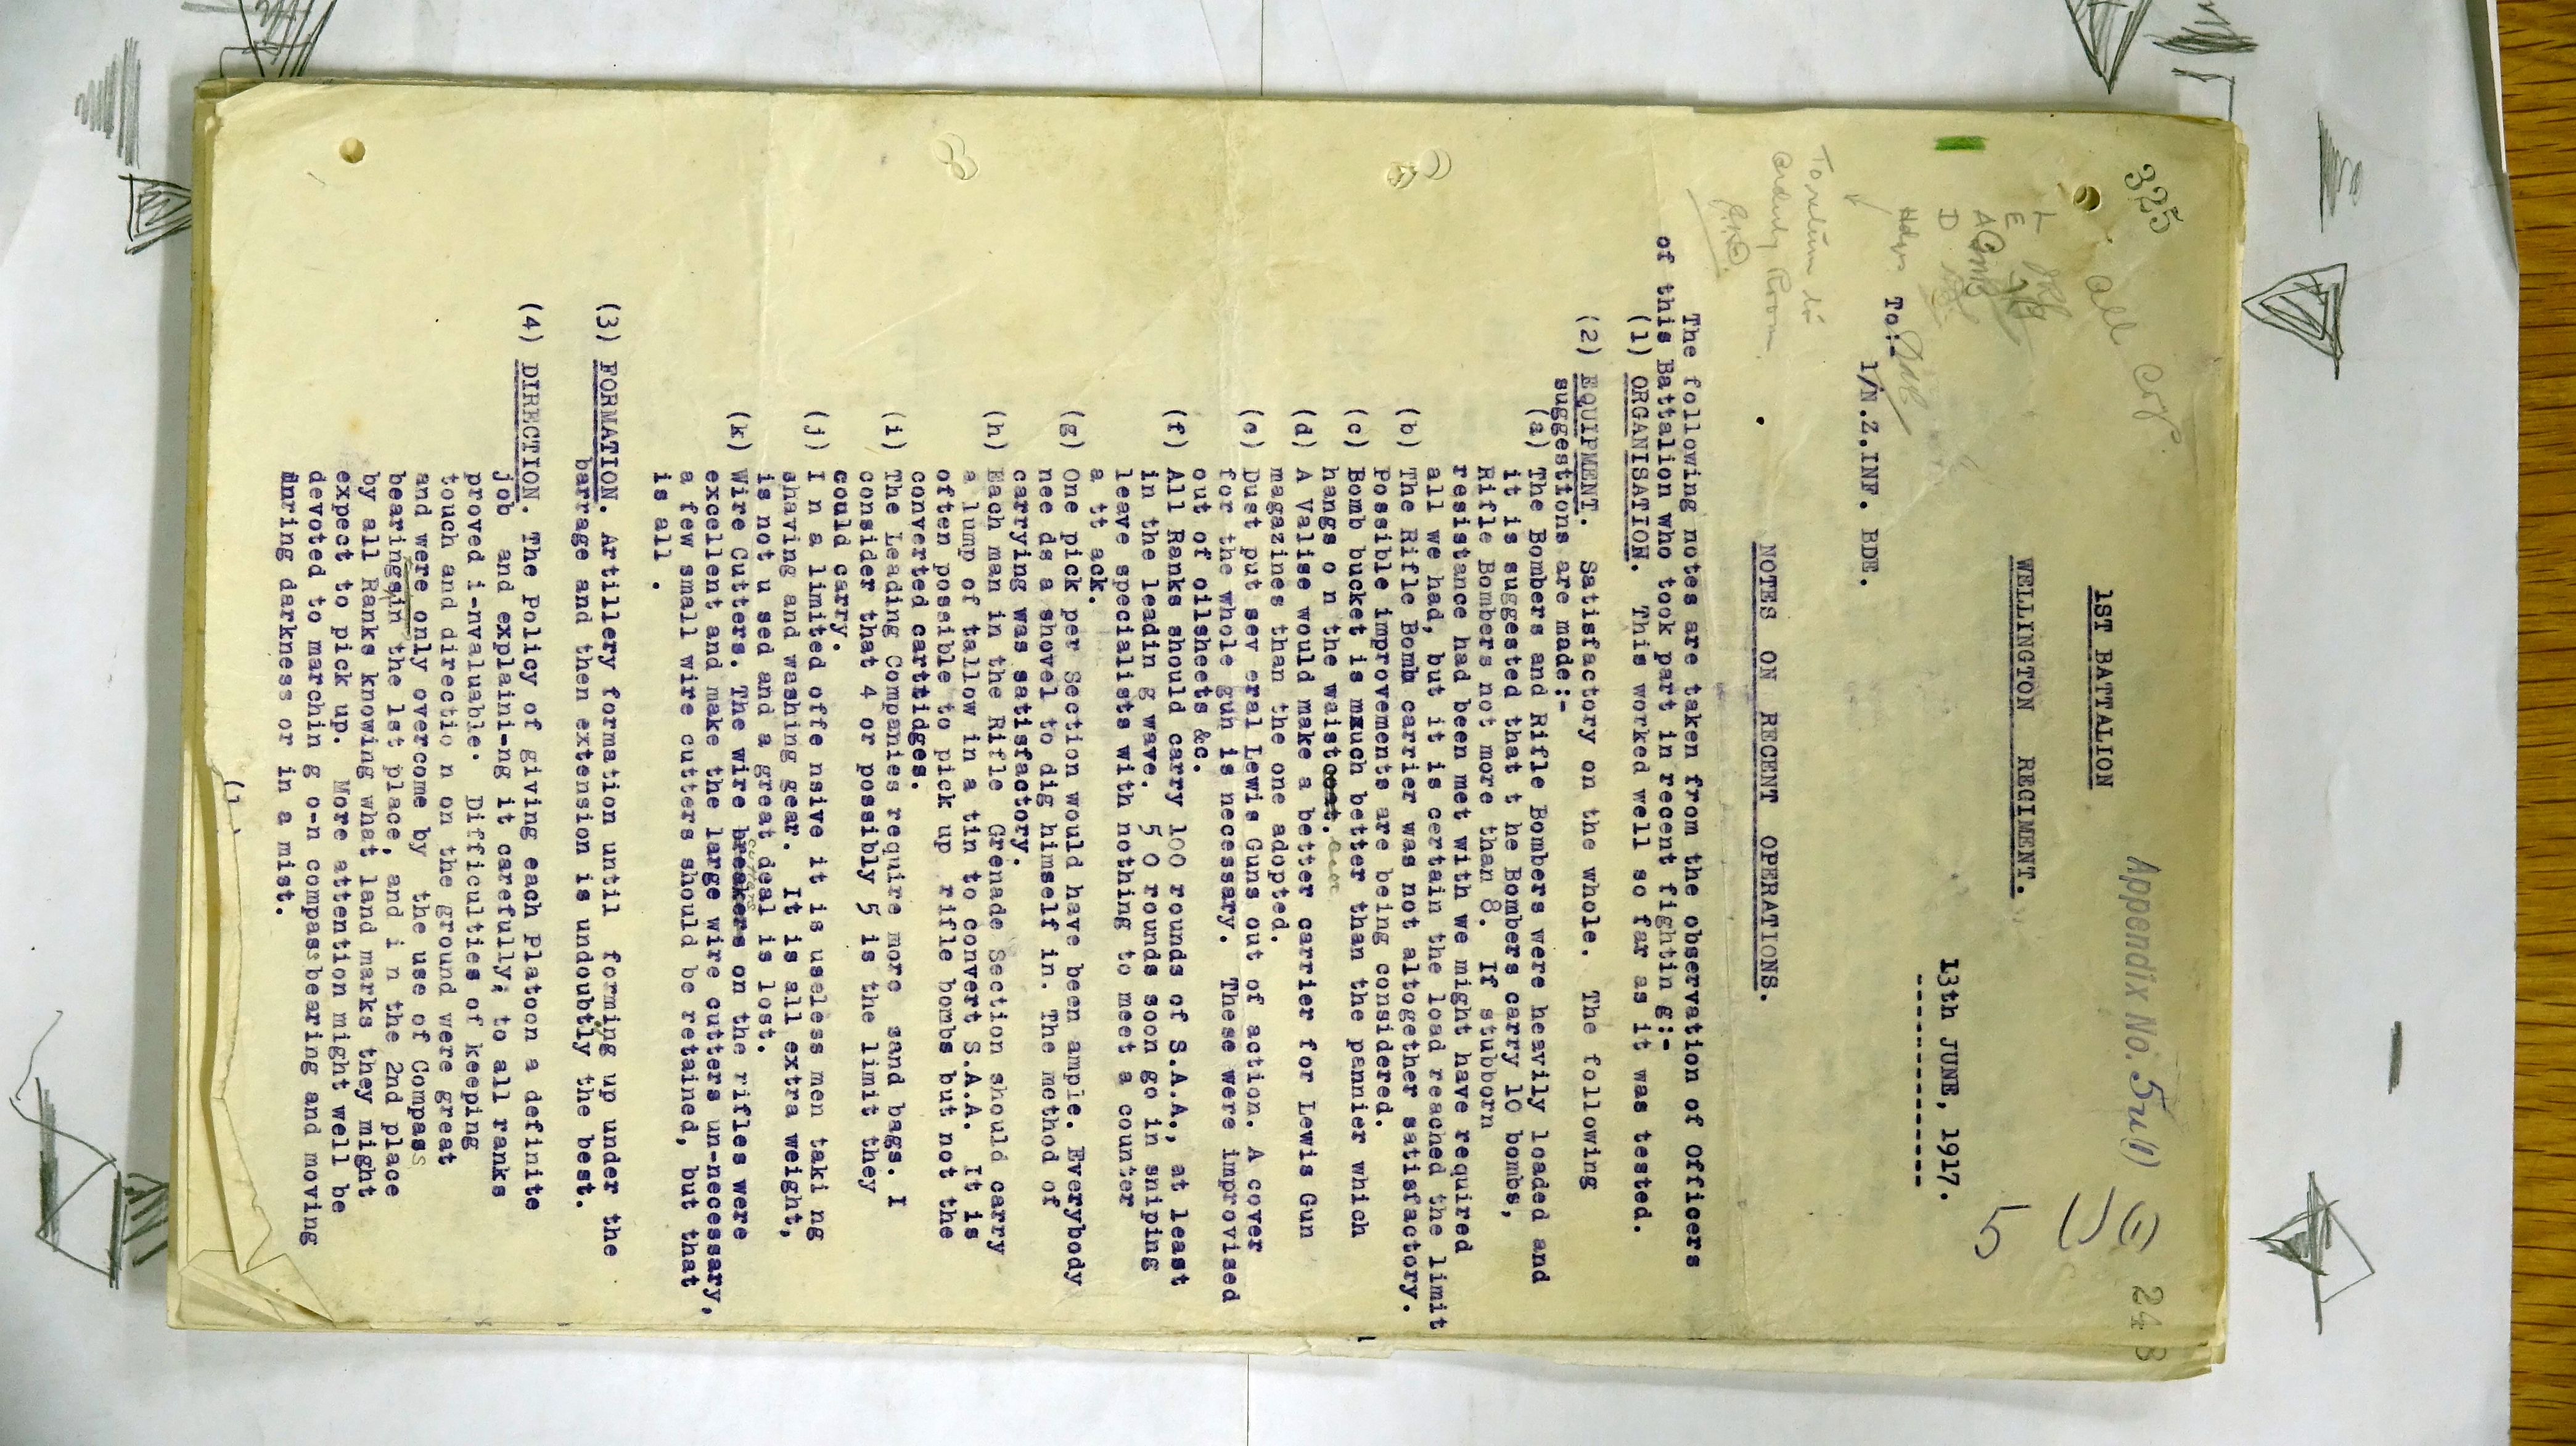 325
All Coy
Appendix No. 5
24
1ST BATTALION
WELLINGTON REGIMENT.
5
L
E
A
D
Hdqrs
13th JUNE, 1917.
---------------
To:-
1/N.Z.INF. BDE.
To return to
Orderly Room.
NOTES ON RECENT OPERATIONS.
The following notes are taken from the observation of Officers
of this Battalion who took part in recent fightin g:-
(1) ORGANISATION. This worked well so far as it was tested.
(2) EQUIPMENT. Satisfactory on the whole. The following
suggestions are made:-
(a) The Bombers and Rifle Bombers were heavily loaded and
it is suggested that t he Bombers carry 10 bombs,
Rifle Bombers not more than 8. If stubborn
resistance had been met with we might have required
all we had, but it is certain the load reached the limit
(b) The Rifle Bomb carrier was not altogether satisfactory.
Possible improvements are being considered.
(c) Bomb bucket is much better than the pannier which
hangs o n the waist
(d) A Valise would make a better carrier for Lewis Gun
magazines than the one adopted.
(e) Dust put sev eral Lewis Guns out of action. A cover
for the whole gun is necessary. These were improvised
out of oilsheets &c.
(f) All Ranks should carry 100 rounds of S.A.A., at least
in the leadin g wave. 5 0 rounds soon go in sniping
leave specialists with nothing to meet a counter
a tt ack.
(g) One pick per Section would have been ample. Everybody
nee ds a shovel to dig himself in. The method of
carrying was satisfactory.
(h) Each man in the Rifle Grenade Section should carry
a lump of tallow in a tin to convert S.A.A. It is
often possible to pick up rifle bombs but not the
converted cartridges.
(i) The Leading Companies require more sand bags. I
consider that 4 or possibly 5 is the limit they
could carry.
(j) I n a limited offe nsive it is useless men taki ng
shaving and washing gear. It is all extra weight,
is not u sed and a great deal is lost.
cutters
(k) Wire Cutters. The wire breakers on the rifles were
excellent and make the large wire cutters un-necessary,
a few small wire cutters should be retained, but that
is all .
(3) FORMATION. Artillery formation until forming up under the
barrage and then extension is undoubtly the best.
(4) DIRECTION. The Policy of giving each Platoon a definite
job and explaini-ng it carefully; to all ranks
proved i-nvaluable. Difficulties of keeping
touch and directio n on the ground were great
and were only overcome by the use of Compass
bearings in the 1st place, and i n the 2nd place
by all Ranks knowing what land marks they might
expect to pick up. More attention might well be
devoted to marchin g o-n compass bearing and moving
during darkness or in a mist.
(1